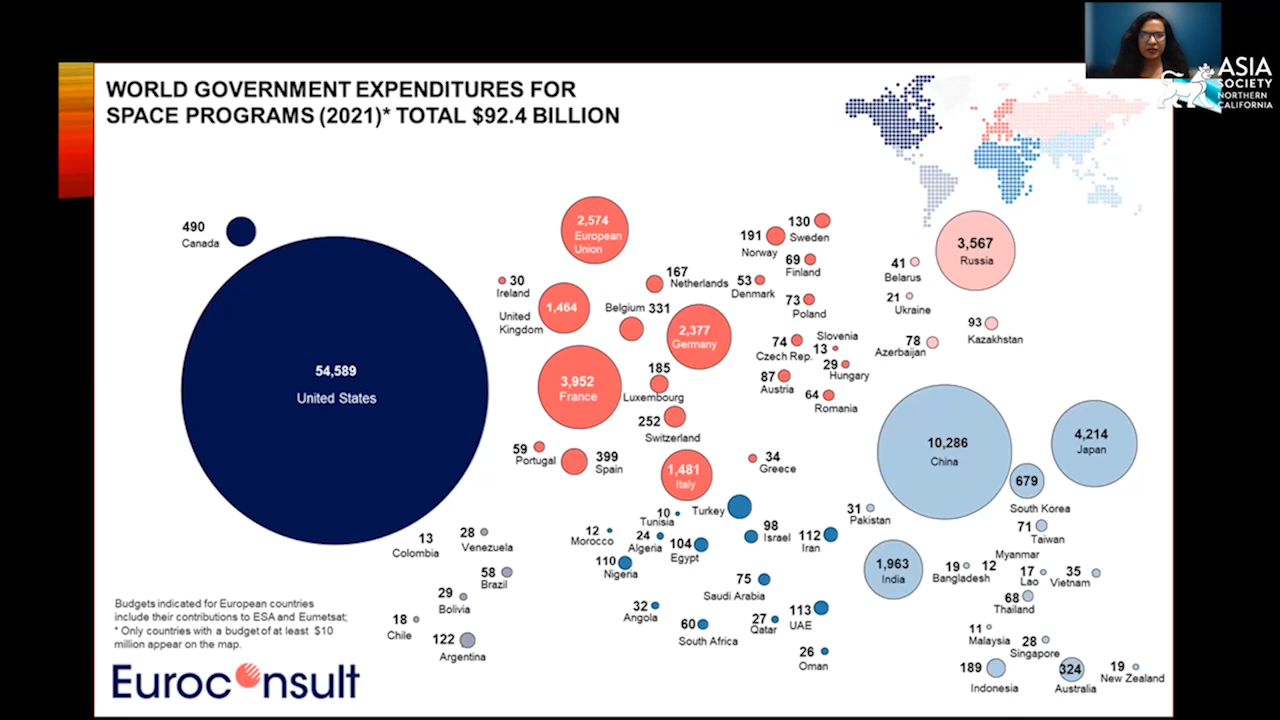 ASIA
SOCIETY
NORTHERN
CALIFORNIA
WORLD GOVERNMENT EXPENDITURES FOR
SPACE PROGRAMS (2021)* TOTAL $92.4 BILLION
490
Canada
54,589
United States
2,574
European
Union
30
Ireland
1,464
United
Kingdom
167
Netherlands
Belgium 331
2,377
Germany
3,952
France
185
Luxembourg
252
Switzerland
59
Portugal
399
Spain
1,481
Italy
34
Greece
191
Norway
130
Sweden
69
Finland
53
Denmark
73
Poland
74
Czech Rep.
Slovenia
13
29
Hungary
87
Austria
64
Romania
3,567
Russia
41
Belarus
21
Ukraine
93
Kazakhstan
78
Azerbaijan
10,286
China
4,214
Japan
679
South Korea
71
Taiwan
31
Pakistan
1,963
India
19
Bangladesh
Myanmar
12
17
Lao
35
Vietnam
68
Thailand
11
Malaysia
28
Singapore
189
Indonesia
324
Australia
19
New Zealand
13
Colombia
28
Venezuela
58
Brazil
29
Bolivia
18
Chile
122
Argentina
12
Morocco
10
Tunisia
Turkey
24
Algeria
104
Egypt
98
Israel
112
Iran
110
Nigeria
75
Saudi Arabia
32
Angola
60
South Africa
27
Qatar
113
UAE
26
Oman
Budgets indicated for European countries
include their contributions to ESA and Eumetsat;
* Only countries with a budget of at least $10
million appear on the map.
Euroconsult